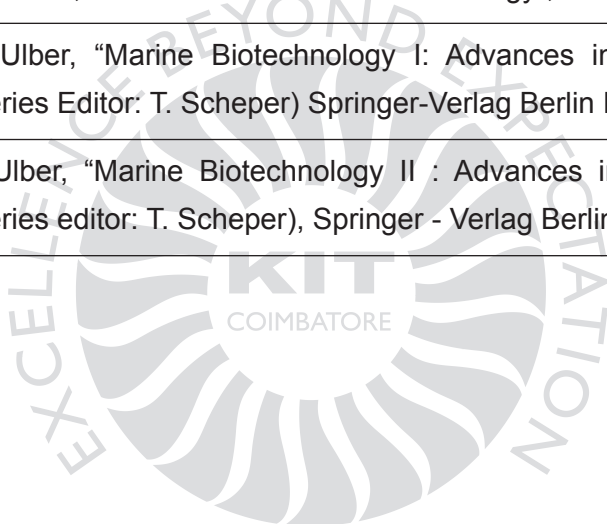 Ulber, “Marine Biotechnology I: Advances in
ries Editor: T. Scheper) Springer-Verlag Berlin
Ulber, “Marine Biotechnology II : Advances in
ries editor: T. Scheper), Springer - Verlag Berlin
EXCELLENCE BEYOND EXPECTATION
KIT
COIMBATORE